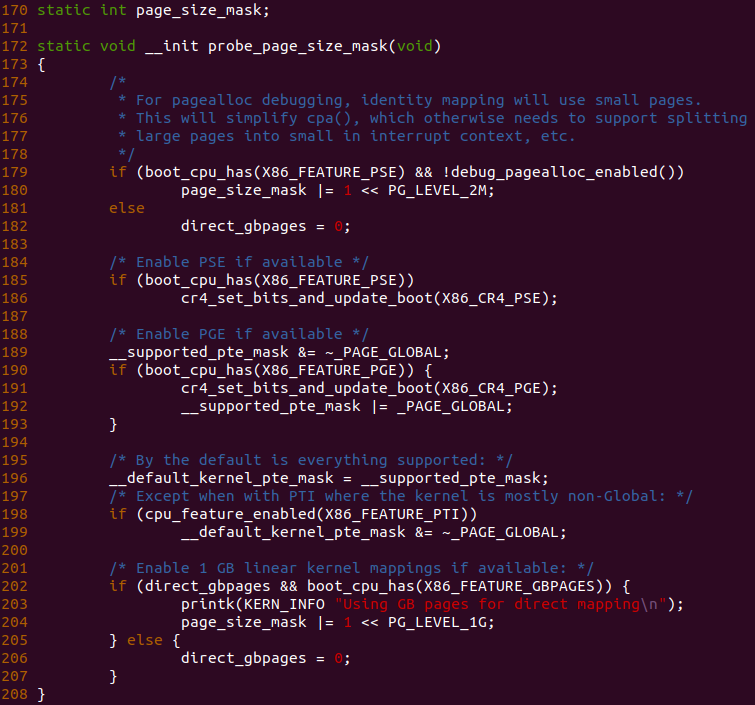 170 static int page_size_mask;
171
172 static void __init probe_page_size_mask(void)
173 {
174         /*
175          * For pagealloc debugging, identity mapping will use small pages.
176          * This will simplify cpa(), which otherwise needs to support splitting
177          * large pages into small in interrupt context, etc.
178          */
179         if (boot_cpu_has(X86_FEATURE_PSE) && !debug_pagealloc_enabled())
180                 page_size_mask |= 1 << PG_LEVEL_2M;
181         else
182                 direct_gbpages = 0;
183
184         /* Enable PSE if available */
185         if (boot_cpu_has(X86_FEATURE_PSE))
186                 cr4_set_bits_and_update_boot(X86_CR4_PSE);
187
188         /* Enable PGE if available */
189         __supported_pte_mask &= ~_PAGE_GLOBAL;
190         if (boot_cpu_has(X86_FEATURE_PGE)) {
191                 cr4_set_bits_and_update_boot(X86_CR4_PGE);
192                 __supported_pte_mask |= _PAGE_GLOBAL;
193         }
194
195         /* By the default is everything supported: */
196         __default_kernel_pte_mask = __supported_pte_mask;
197         /* Except when with PTI where the kernel is mostly non-Global: */
198         if (cpu_feature_enabled(X86_FEATURE_PTI))
199                 __default_kernel_pte_mask &= ~_PAGE_GLOBAL;
200
201         /* Enable 1 GB linear kernel mappings if available: */
202         if (direct_gbpages && boot_cpu_has(X86_FEATURE_GBPAGES)) {
203                 printk(KERN_INFO "Using GB pages for direct mapping\n");
204                 page_size_mask |= 1 << PG_LEVEL_1G;
205         } else {
206                 direct_gbpages = 0;
207         }
208 }